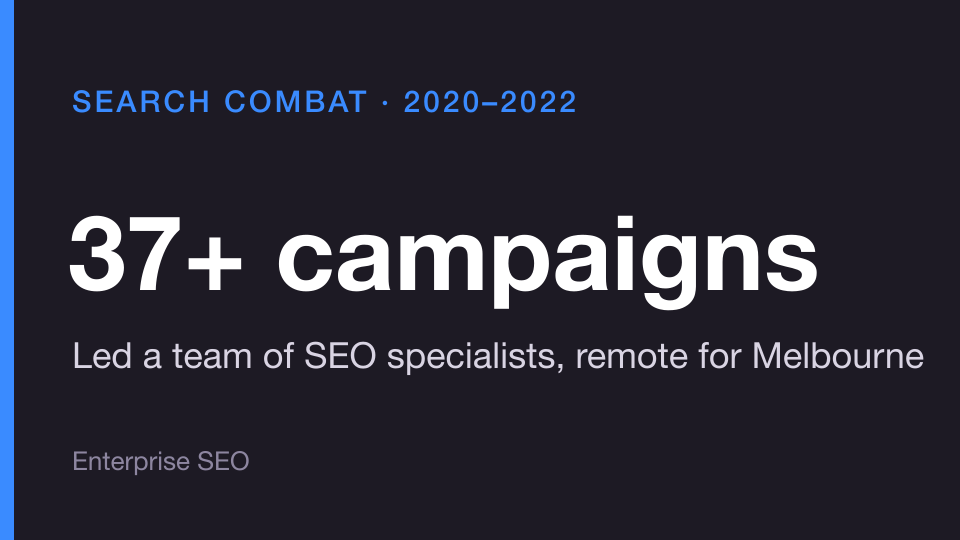 SEARCH COMBAT · 2020–2022
37+ campaigns
Led a team of SEO specialists, remote for Melbourne
Enterprise SEO